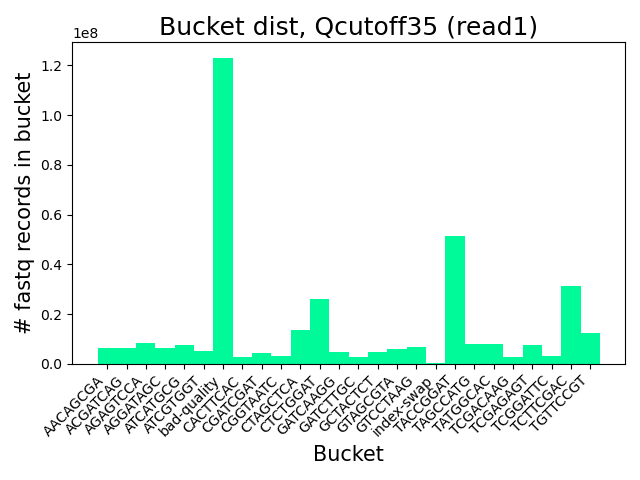 Bucket dist, Qcutoff35 (read1)
1e8
# fastq records in bucket
1.2
1.0
0.8
0.6
0.4
0.2
0.0
AACAGCGA
ACGATCAG
AGAGTCCA
AGGATAGC
ATCATGCG
ATCGTGGT
bad-quality
CACTTCAC
CGATCGAT
CGGTAATC
CTAGCTCA
CTCTGGAT
GATCAAGG
GATCTTGC
GCTACTCT
GTAGCGTA
GTCCTAAG
index-swap
TACCGGAT
TAGCCATG
TATGGCAC
TCGACAAG
TCGAGAGT
TCGGATTC
TCTTCGAC
TGTTCCGT
Bucket